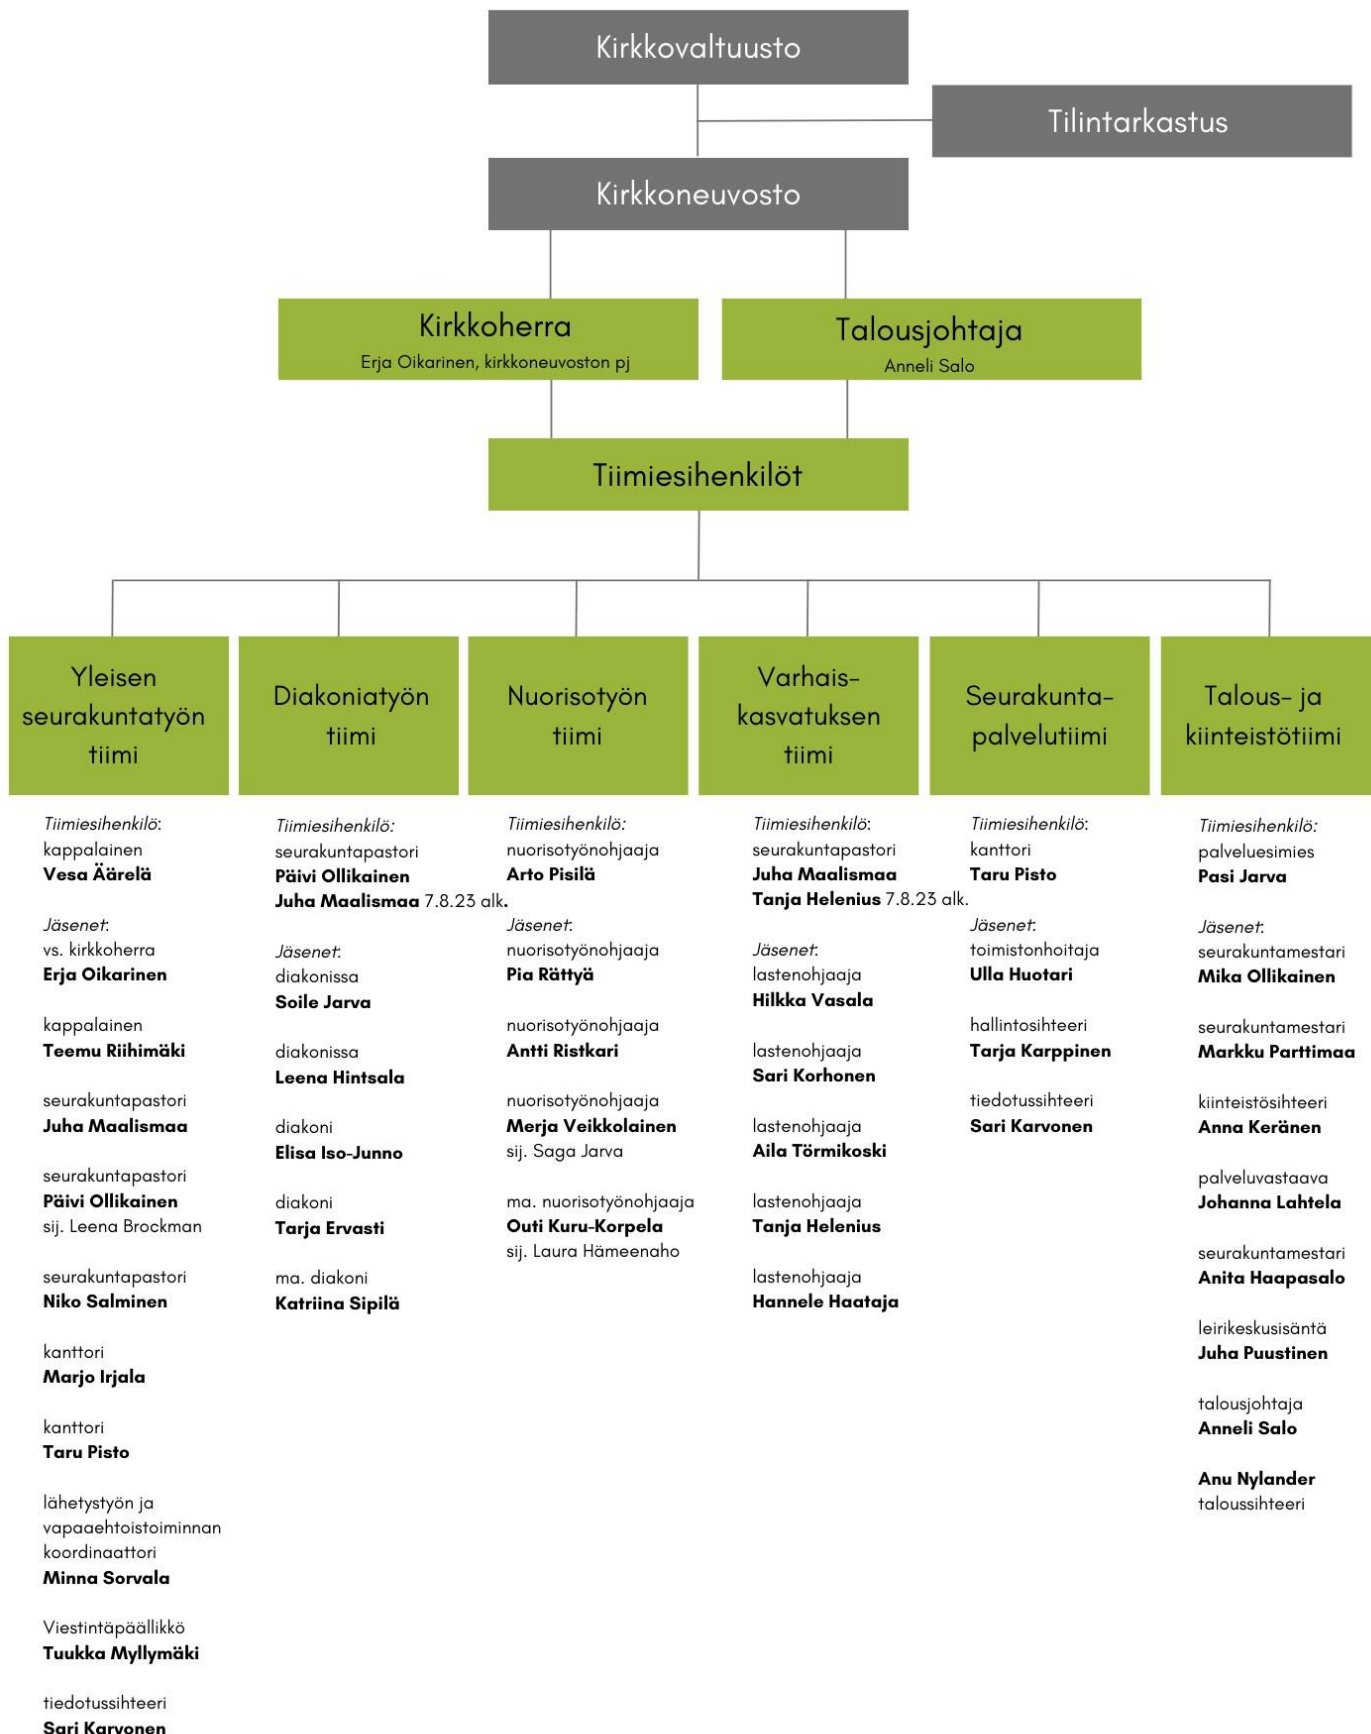 Kirkkovaltuusto
Tilintarkastus
Kirkkoneuvosto
Kirkkoherra
Erja Oikarinen, kirkkoneuvoston pj
Talousjohtaja
Anneli Salo
Tiimiesihenkilöt
Yleisen
seurakuntatyön
tiimi
Tiimiesihenkilö:
kappalainen
Vesa Äärelä
Jäsenet:
vs. kirkkoherra
Erja Oikarinen
kappalainen
Teemu Riihimäki
seurakuntapastori
Juha Maalismaa
seurakuntapastori
Päivi Ollikainen
sij. Leena Brockman
seurakuntapastori
Niko Salminen
kanttori
Marjo Irjala
kanttori
Taru Pisto
lähetystyön ja
vapaaehtoistoiminnan
koordinaattori
Minna Sorvala
Viestintäpäällikkö
Tuukka Myllymäki
tiedotussihteeri
Sari Karvonen
Diakoniatyön
tiimi
Tiimiesihenkilö:
seurakuntapastori
Päivi Ollikainen
Juha Maalismaa 7.8.23 alk.
Jäsenet:
diakonissa
Soile Jarva
diakonissa
Leena Hintsala
diakoni
Elisa Iso-Junno
diakoni
Tarja Ervasti
ma. diakoni
Katriina Sipilä
Nuorisotyön
tiimi
Tiimiesihenkilö:
nuorisotyönohjaaja
Arto Pisilä
Jäsenet:
nuorisotyönohjaaja
Pia Rättyä
nuorisotyönohjaaja
Antti Ristkari
nuorisotyönohjaaja
Merja Veikkolainen
sij. Saga Jarva
ma. nuorisotyönohjaaja
Outi Kuru-Korpela
sij. Laura Hämeenaho
Varhais-
kasvatuksen
tiimi
Tiimiesihenkilö:
seurakuntapastori
Juha Maalismaa
Tanja Helenius 7.8.23 alk.
Jäsenet:
lastenohjaaja
Hilkka Vasala
lastenohjaaja
Sari Korhonen
lastenohjaaja
Aila Törmikoski
lastenohjaaja
Tanja Helenius
lastenohjaaja
Hannele Haataja
Seurakunta-
palvelutiimi
Tiimiesihenkilö:
kanttori
Taru Pisto
Jäsenet:
toimistonhoitaja
Ulla Huotari
hallintosihteeri
Tarja Karppinen
tiedotussihteeri
Sari Karvonen
Talous- ja
kiinteistötiimi
Tiimiesihenkilö:
palveluesimies
Pasi Jarva
Jäsenet:
seurakuntamestari
Mika Ollikainen
seurakuntamestari
Markku Parttimaa
kiinteistösihteeri
Anna Keränen
palveluvastaava
Johanna Lahtela
seurakuntamestari
Anita Haapasalo
leirikeskusisäntä
Juha Puustinen
talousjohtaja
Anneli Salo
Anu Nylander
taloussihteeri